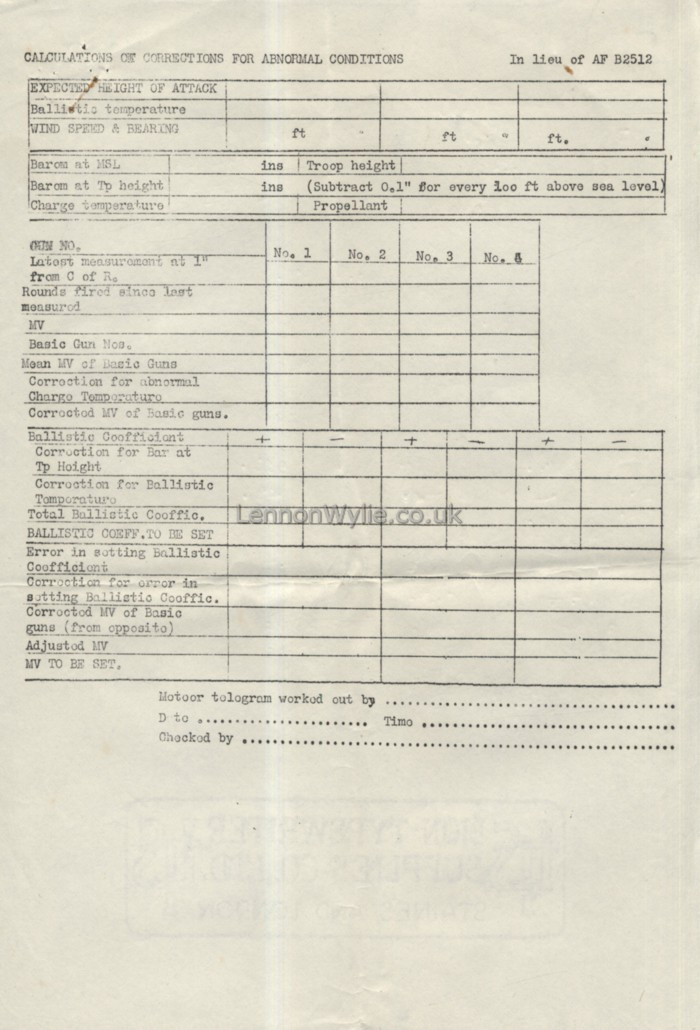 CALCULATIONS OF CORRECTIONS FOR ABNORMAL CONDITIONS In lieu of AF B2512
EXPECTED HEIGHT OF ATTACK
Ballistic temperature
WIND SPEED & BEARING ft ft ° ft. °
Barom at MSL ins Troop height
Barom at Tp height ins (Subtract 0.1" for every 100 ft above sea level)
Charge temperature Propellant
GUN NO. No. 1 No. 2 No. 3 No. 4
Latest measurement at 1"
from C of R.
Rounds fired since last
measured
MV
Basic Gun Nos.
Mean MV of Basic Guns
Correction for abnormal
Charge Temperature
Corrected MV of Basic guns.
Ballistic Coefficient + - + - + -
Correction for Bar at
Tp Height
Correction for Ballistic
Temperature
Total Ballistic Cooffic.
LennonWylie.co.uk
BALLISTIC COEFF.TO BE SET
Error in setting Ballistic
Coefficient
Correction for error in
setting Ballistic Cooffic.
Corrected MV of Basic
guns (from opposite)
Adjusted MV
MV TO BE SET.
Meteor telegram worked out by ........................
D te ........................ Time ........................
Checked by ........................